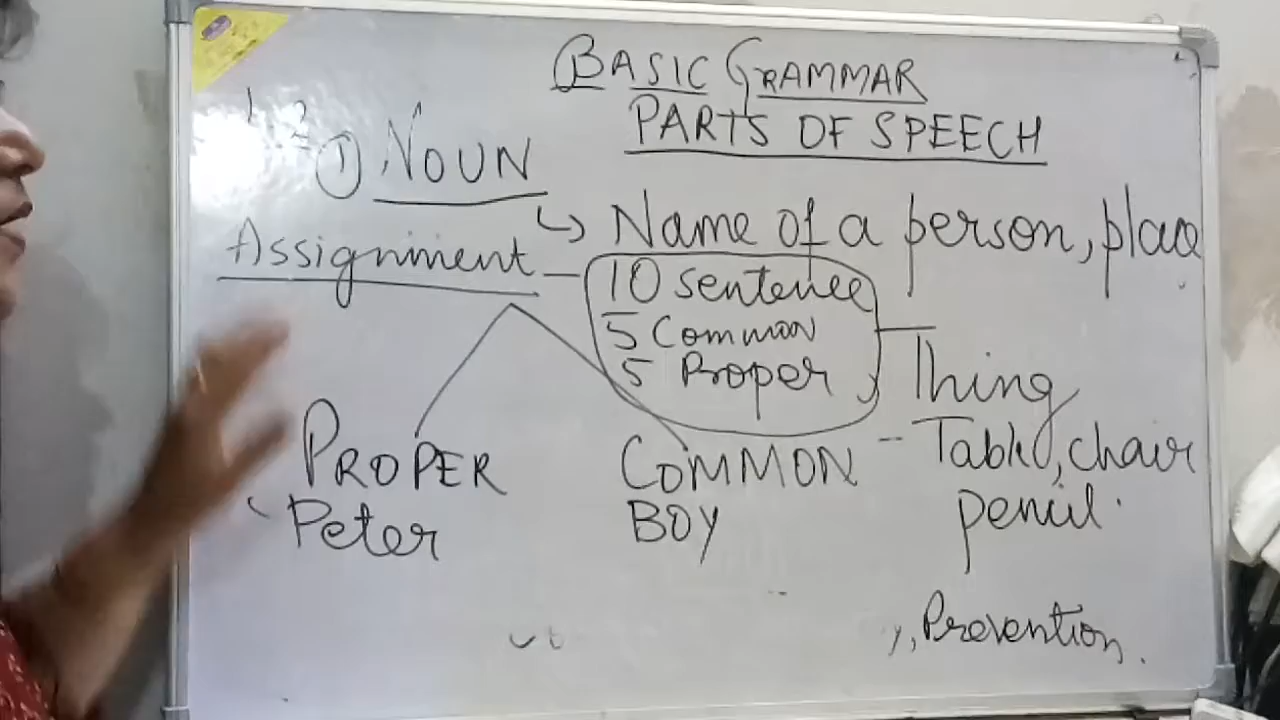 BASIC GRAMMAR
PARTS OF SPEECH
① NOUN
↳ Name of a person, place
Assignment – 10 sentence
5 Common
5 Proper
Thing
PROPER
COMMON – Table, chair
pencil.
Peter
BOY
, Prevention.